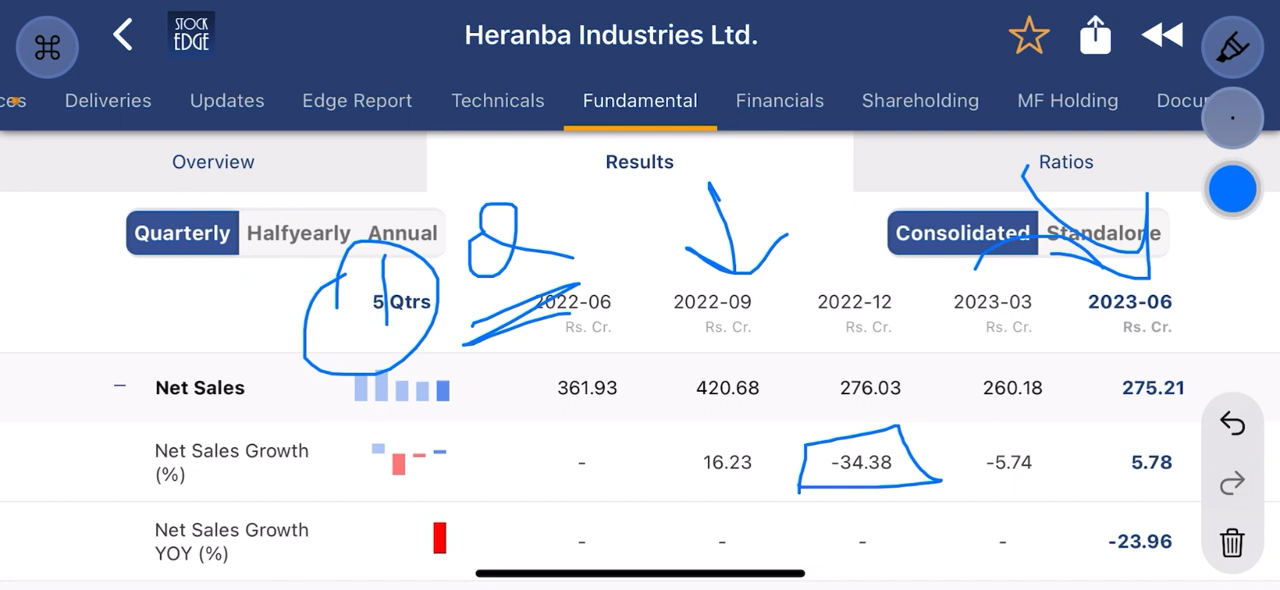 STOCK
EDGE
Heranba Industries Ltd.
Deliveries Updates Edge Report Technicals Fundamental Financials Shareholding MF Holding
Overview Results Ratios
Quarterly Halfyearly Annual Consolidated Standalone
5 Qtrs 2022-06 2022-09 2022-12 2023-03 2023-06
Rs. Cr. Rs. Cr. Rs. Cr. Rs. Cr. Rs. Cr.
Net Sales 361.93 420.68 276.03 260.18 275.21
Net Sales Growth (%) - 16.23 -34.38 -5.74 5.78
Net Sales Growth YOY (%) - - - - -23.96